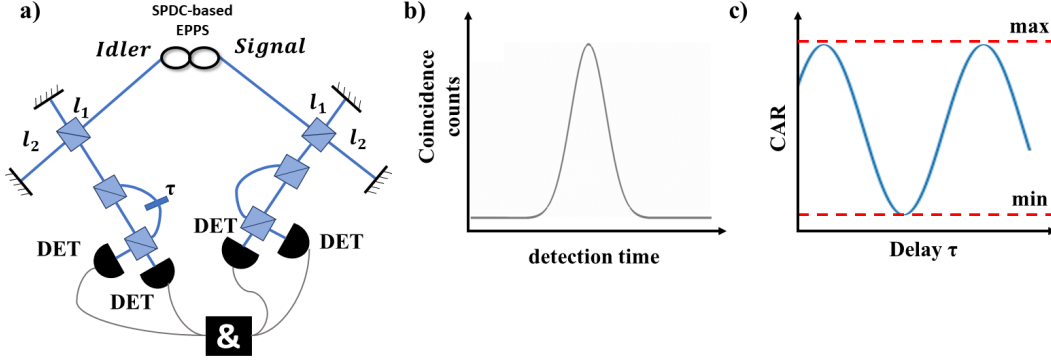 a)
SPDC-based
EPPS
Idler
Signal
l₁
l₂
l₁
l₂
τ
DET
DET
DET
DET
&
b)
Coincidence
counts
detection time
c)
max
CAR
min
Delay τ